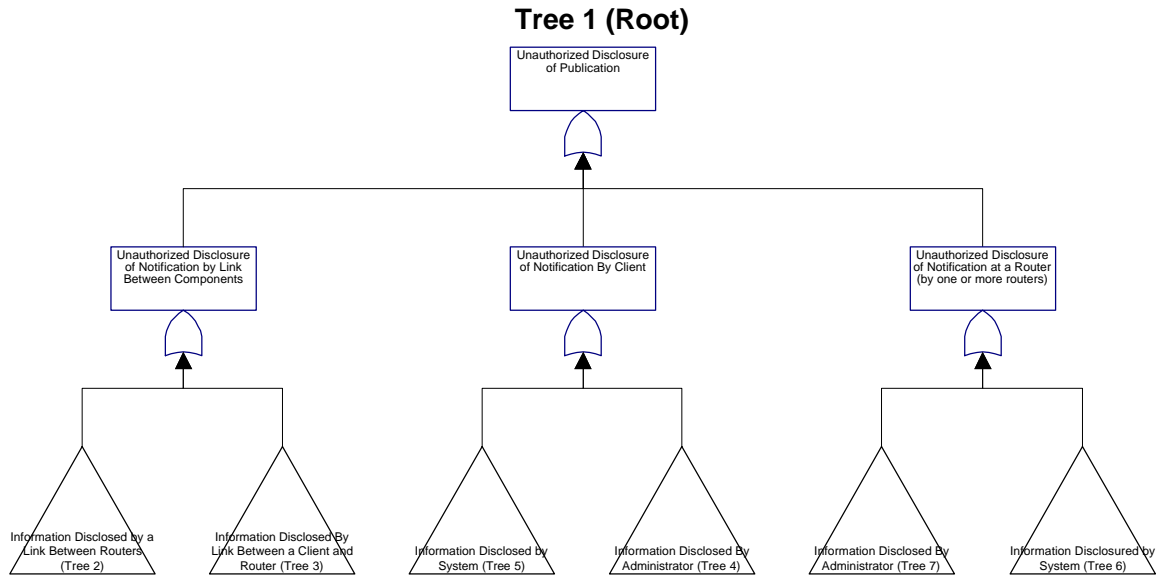 Tree 1 (Root)
Unauthorized Disclosure
of Publication
Unauthorized Disclosure
of Notification by Link
Between Components
Unauthorized Disclosure
of Notification By Client
Unauthorized Disclosure
of Notification at a Router
(by one or more routers)
Information Disclosed by a
Link Between Routers
(Tree 2)
Information Disclosed By
Link Between a Client and
Router (Tree 3)
Information Disclosed by
System (Tree 5)
Information Disclosed By
Administrator (Tree 4)
Information Disclosed By
Administrator (Tree 7)
Information Disclosured by
System (Tree 6)